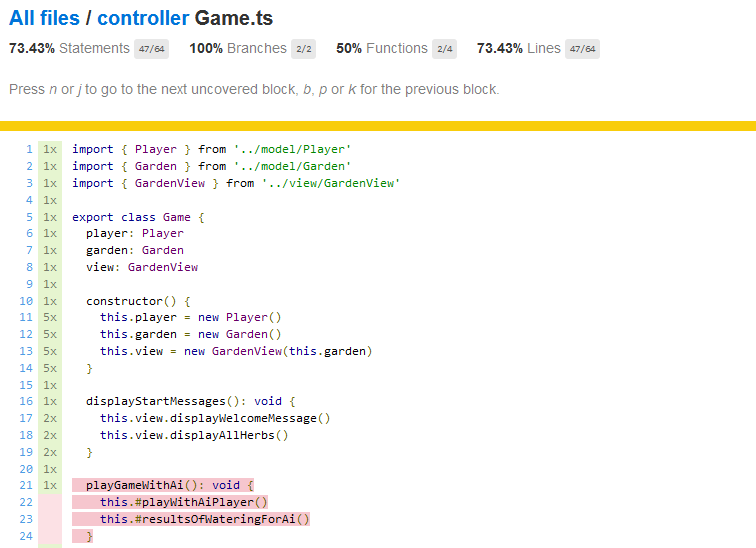 All files / controller Game.ts
73.43% Statements 47/64 100% Branches 2/2 50% Functions 2/4 73.43% Lines 47/64
Press n or j to go to the next uncovered block, b, p or k for the previous block.
1 1x import { Player } from '../model/Player'
2 1x import { Garden } from '../model/Garden'
3 1x import { GardenView } from '../view/GardenView'
4 1x
5 1x export class Game {
6 1x player: Player
7 1x garden: Garden
8 1x view: GardenView
9 1x
10 1x constructor() {
11 5x this.player = new Player()
12 5x this.garden = new Garden()
13 5x this.view = new GardenView(this.garden)
14 5x }
15 1x
16 1x displayStartMessages(): void {
17 2x this.view.displayWelcomeMessage()
18 2x this.view.displayAllHerbs()
19 2x }
20 1x
21 1x playGameWithAi(): void {
22 this.#playWithAiPlayer()
23 this.#resultsOfWateringForAi()
24 }